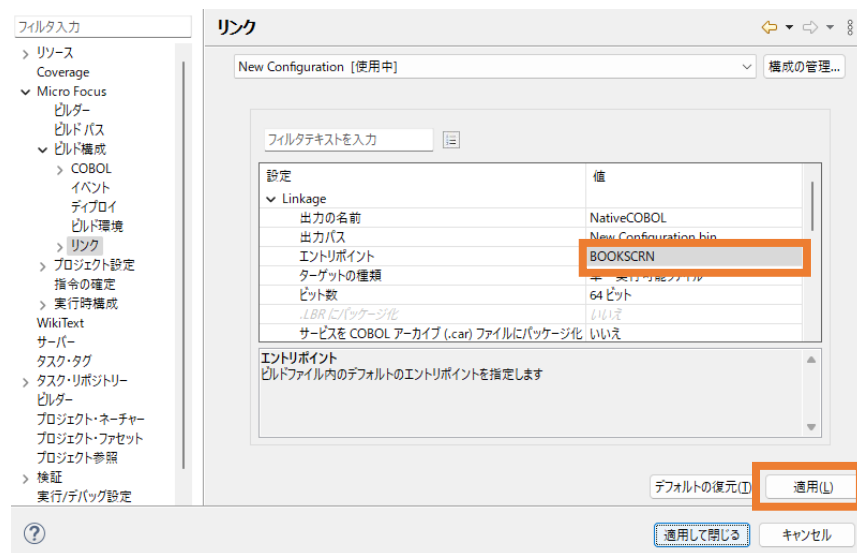 フィルタ入力
リソース
Coverage
Micro Focus
ビルダー
ビルド パス
ビルド構成
COBOL
イベント
ディプロイ
ビルド環境
リンク
プロジェクト設定
指令の確定
実行時構成
WikiText
サーバー
タスク・タグ
タスク・リポジトリー
ビルダー
プロジェクト・ネーチャー
プロジェクト・ファセット
プロジェクト参照
検証
実行/デバッグ設定
リンク
New Configuration [使用中]
構成の管理...
フィルタテキストを入力
設定 値
Linkage
出力の名前 NativeCOBOL
出力パス New Configuration.bin
エントリポイント BOOKSCRN
ターゲットの種類 単一実行可能ファイル
ビット数 64 ビット
.LBR にパッケージ化 いいえ
サービスを COBOL アーカイブ (.car) ファイルにパッケージ化 いいえ
エントリポイント
ビルドファイル内のデフォルトのエントリポイントを指定します
デフォルトの復元(T) 適用(L)
適用して閉じる キャンセル